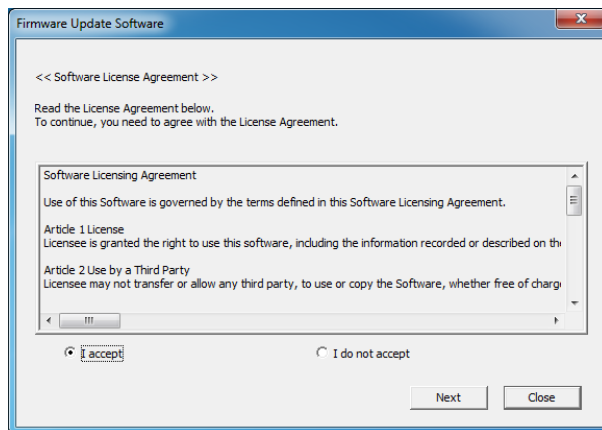 Firmware Update Software
<< Software License Agreement >>
Read the License Agreement below.
To continue, you need to agree with the License Agreement.
Software Licensing Agreement
Use of this Software is governed by the terms defined in this Software Licensing Agreement.
Article 1 License
Licensee is granted the right to use this software, including the information recorded or described on
Article 2 Use by a Third Party
Licensee may not transfer or allow any third party, to use or copy the Software, whether free of
I accept
I do not accept
Next
Close